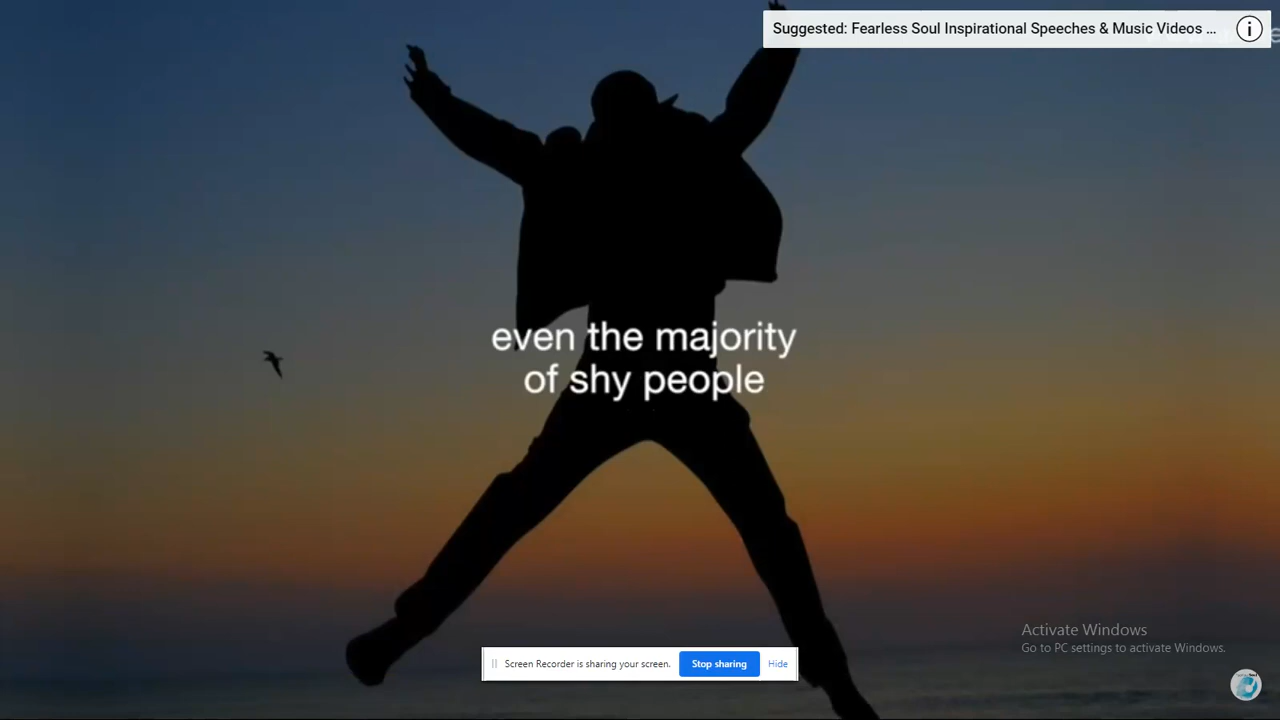 Suggested: Fearless Soul Inspirational Speeches & Music Videos ...
even the majority
of shy people
Screen Recorder is sharing your screen.
Stop sharing
Hide
Activate Windows
Go to PC settings to activate Windows.